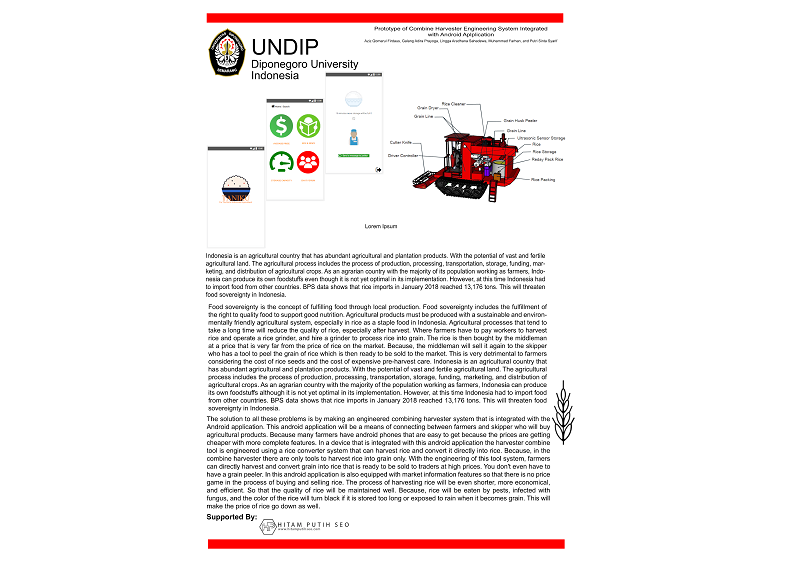 Prototype of Combine Harvester Engineering System Integrated
with Android Aplplication
UNDIP
Diponegoro University
Indonesia
Rice Cleaner
Grain Dryer
Grain Line
Grain Husk Peeler
Grain Line
Ultrasonic Sensor Storage
Rice
Rice Storage
Reday Pack Rice
Rice Packing
Cutter Knife
Driver Controller
Lorem Ipsum
Indonesia is an agricultural country that has abundant agricultural and plantation products. With the potential of vast and fertile
agricultural land. The agricultural process includes the process of production, processing, transportation, storage, funding, mar-
keting, and distribution of agricultural crops. As an agrarian country with the majority of its population working as farmers, Indo-
nesia can produce its own foodstuffs even though it is not yet optimal in its implementation. However, at this time Indonesia had
to import food from other countries. BPS data shows that rice imports in January 2018 reached 13,176 tons. This will threaten
food sovereignty in Indonesia.
Food sovereignty is the concept of fulfilling food through local production. Food sovereignty includes the fulfillment of
the right to quality food to support good nutrition. Agricultural products must be produced with a sustainable and environ-
mentally friendly agricultural system, especially in rice as a staple food in Indonesia. Agricultural processes that tend to
take a long time will reduce the quality of rice, especially after harvest. Where farmers have to pay workers to harvest
rice and operate a rice grinder, and hire a grinder to process rice into grain. The rice is then bought by the middleman
at a price that is very far from the price of rice on the market. Because, the middleman will sell it again to the skipper
who has a tool to peel the grain of rice which is then ready to be sold to the market. This is very detrimental to farmers
considering the cost of rice seeds and the cost of expensive pre-harvest care. Indonesia is an agricultural country that
has abundant agricultural and plantation products. With the potential of vast and fertile agricultural land. The agricultural
process includes the process of production, processing, transportation, storage, funding, marketing, and distribution of
agricultural crops. As an agrarian country with the majority of the population working as farmers, Indonesia can produce
its own foodstuffs although it is not yet optimal in its implementation. However, at this time Indonesia had to import food
from other countries. BPS data shows that rice imports in January 2018 reached 13,176 tons. This will threaten food
sovereignty in Indonesia.
The solution to all these problems is by making an engineered combining harvester system that is integrated with the
Android application. This android application will be a means of connecting between farmers and skipper who will buy
agricultural products. Because many farmers have android phones that are easy to get because the prices are getting
cheaper with more complete features. In a device that is integrated with this android application the harvester combine
tool is engineered using a rice converter system that can harvest rice and convert it directly into rice. Because, in the
combine harvester there are only tools to harvest rice into grain only. With the engineering of this tool system, farmers
can directly harvest and convert grain into rice that is ready to be sold to traders at high prices. You don't even have to
have a grain peeler. In this android application is also equipped with market information features so that there is no price
game in the process of buying and selling rice. The process of harvesting rice will be even shorter, more economical,
and efficient. So that the quality of rice will be maintained well. Because, rice will be eaten by pests, infected with
fungus, and the color of the rice will turn black if it is stored too long or exposed to rain when it becomes grain. This will
make the price of rice go down as well.
Supported By:
HITAM PUTIH SEO